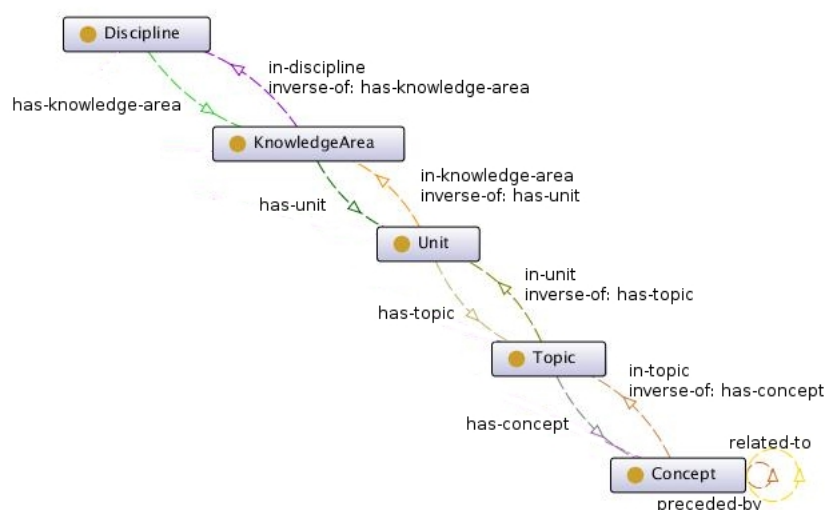 Discipline
in-discipline
inverse-of: has-knowledge-area
has-knowledge-area
KnowledgeArea
in-knowledge-area
inverse-of: has-unit
has-unit
Unit
in-unit
inverse-of: has-topic
has-topic
Topic
in-topic
inverse-of: has-concept
has-concept
related-to
Concept
preceded-by